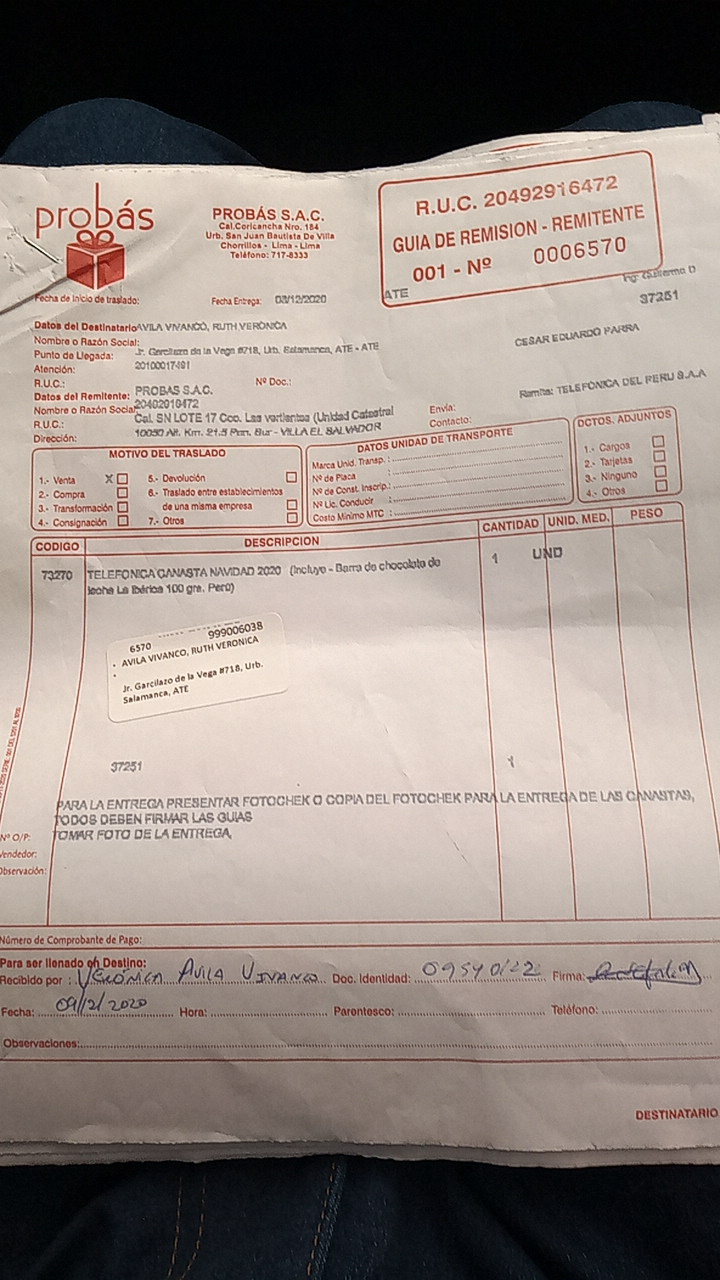 probás
PROBÁS S.A.C.
Cal.Coricancha Nro. 184
Urb. San Juan Bautista De Villa
Chorrillos - Lima - Lima
Teléfono: 717-8333
R.U.C. 20492916472
GUIA DE REMISION - REMITENTE
001 - Nº 0006570
Fecha de Inicio de traslado:
Fecha Entrega: 03/12/2020
ATE
37251
Datos del Destinatario AVILA VIVANCO, RUTH VERONICA
Nombre o Razón Social:
CESAR EDUARDO PARRA
Punto de Llegada: Jr. Garcilazo de la Vega #718, Urb. Salamanca, ATE - ATE
Atención: 20100017491
R.U.C.: Nº Doc.:
Datos del Remitente: PROBAS S.A.C.
Remite: TELEFONICA DEL PERU S.A.A
Nombre o Razón Social:
R.U.C.: Cal. SN LOTE 17 Coo. Las vertientes (Unidad Catastral
Envía:
Dirección: 10050 Alt. Km. 21.5 Pan. Sur - VILLA EL SALVADOR
Contacto:
MOTIVO DEL TRASLADO
1.- Venta X
2.- Compra
3.- Transformación
4.- Consignación
5.- Devolución
6.- Traslado entre establecimientos
de una misma empresa
7.- Otros
DATOS UNIDAD DE TRANSPORTE
Marca Unid. Transp. :
Nº de Placa :
Nº de Const. Inscrip.:
Nº Lic. Conducir :
Costo Mínimo MTC :
DCTOS. ADJUNTOS
1.- Cargos
2.- Tarjetas
3.- Ninguno
4.- Otros
CODIGO DESCRIPCION CANTIDAD UNID. MED. PESO
73270 TELEFONICA CANASTA NAVIDAD 2020 (Incluye - Barra de chocolate de 1 UND
leche La Ibérica 100 grs. Perú)
6570 999006038
AVILA VIVANCO, RUTH VERONICA
Jr. Garcilazo de la Vega #718, Urb.
Salamanca, ATE
37251 1
PARA LA ENTREGA PRESENTAR FOTOCHEK O COPIA DEL FOTOCHEK PARA LA ENTREGA DE LAS CANASTAS,
TODOS DEBEN FIRMAR LAS GUIAS
Nº O/P: TOMAR FOTO DE LA ENTREGA,
Vendedor:
Observación:
Número de Comprobante de Pago:
Para ser llenado en Destino:
Recibido por : VERÓNICA AVILA VIVANCO Doc. Identidad: Firma:
Fecha: 09/12/2020 Hora: Parentesco: Teléfono:
Observaciones:
DESTINATARIO